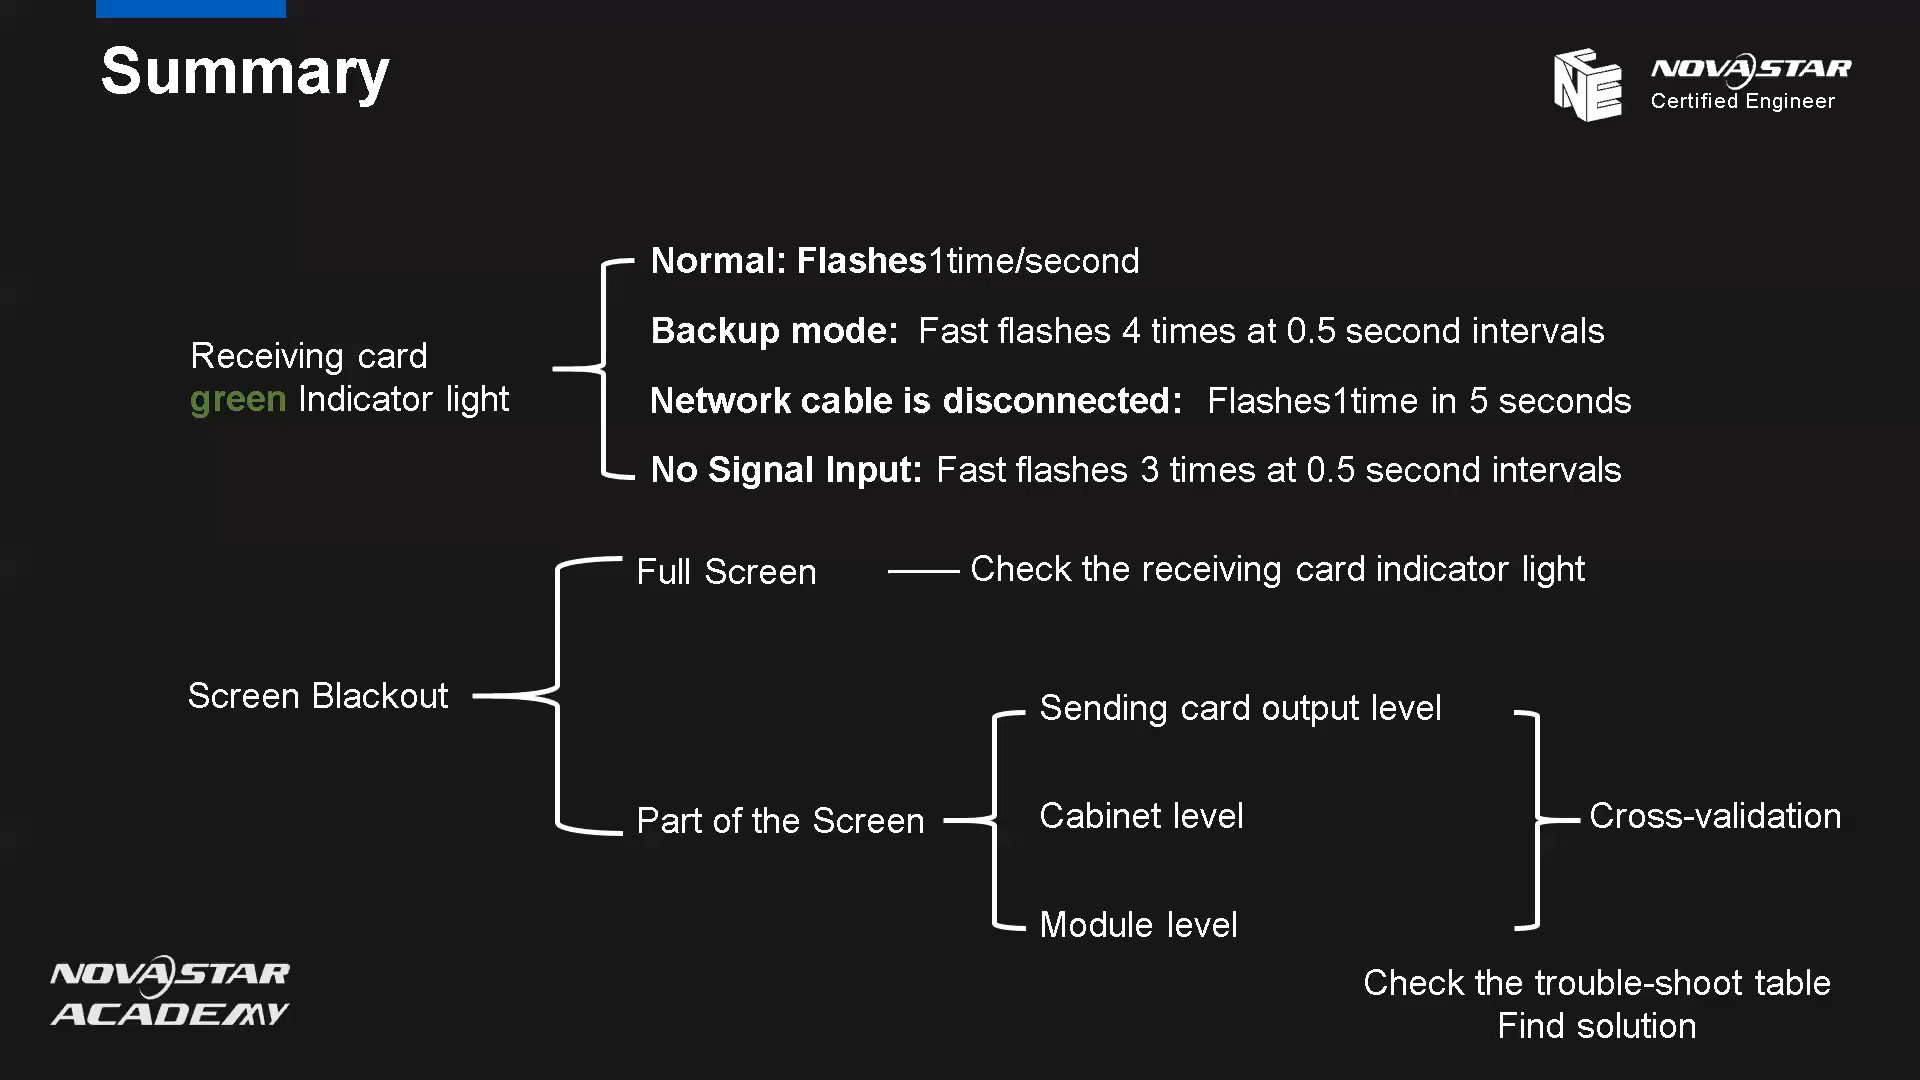 Summary
NOVASTAR
Certified Engineer
NCE
Normal: Flashes1time/second
Backup mode: Fast flashes 4 times at 0.5 second intervals
Receiving card
green Indicator light
Network cable is disconnected: Flashes1time in 5 seconds
No Signal Input: Fast flashes 3 times at 0.5 second intervals
Full Screen
Check the receiving card indicator light
Screen Blackout
Sending card output level
Part of the Screen
Cabinet level
Cross-validation
Module level
NOVASTAR
ACADEMY
Check the trouble-shoot table
Find solution